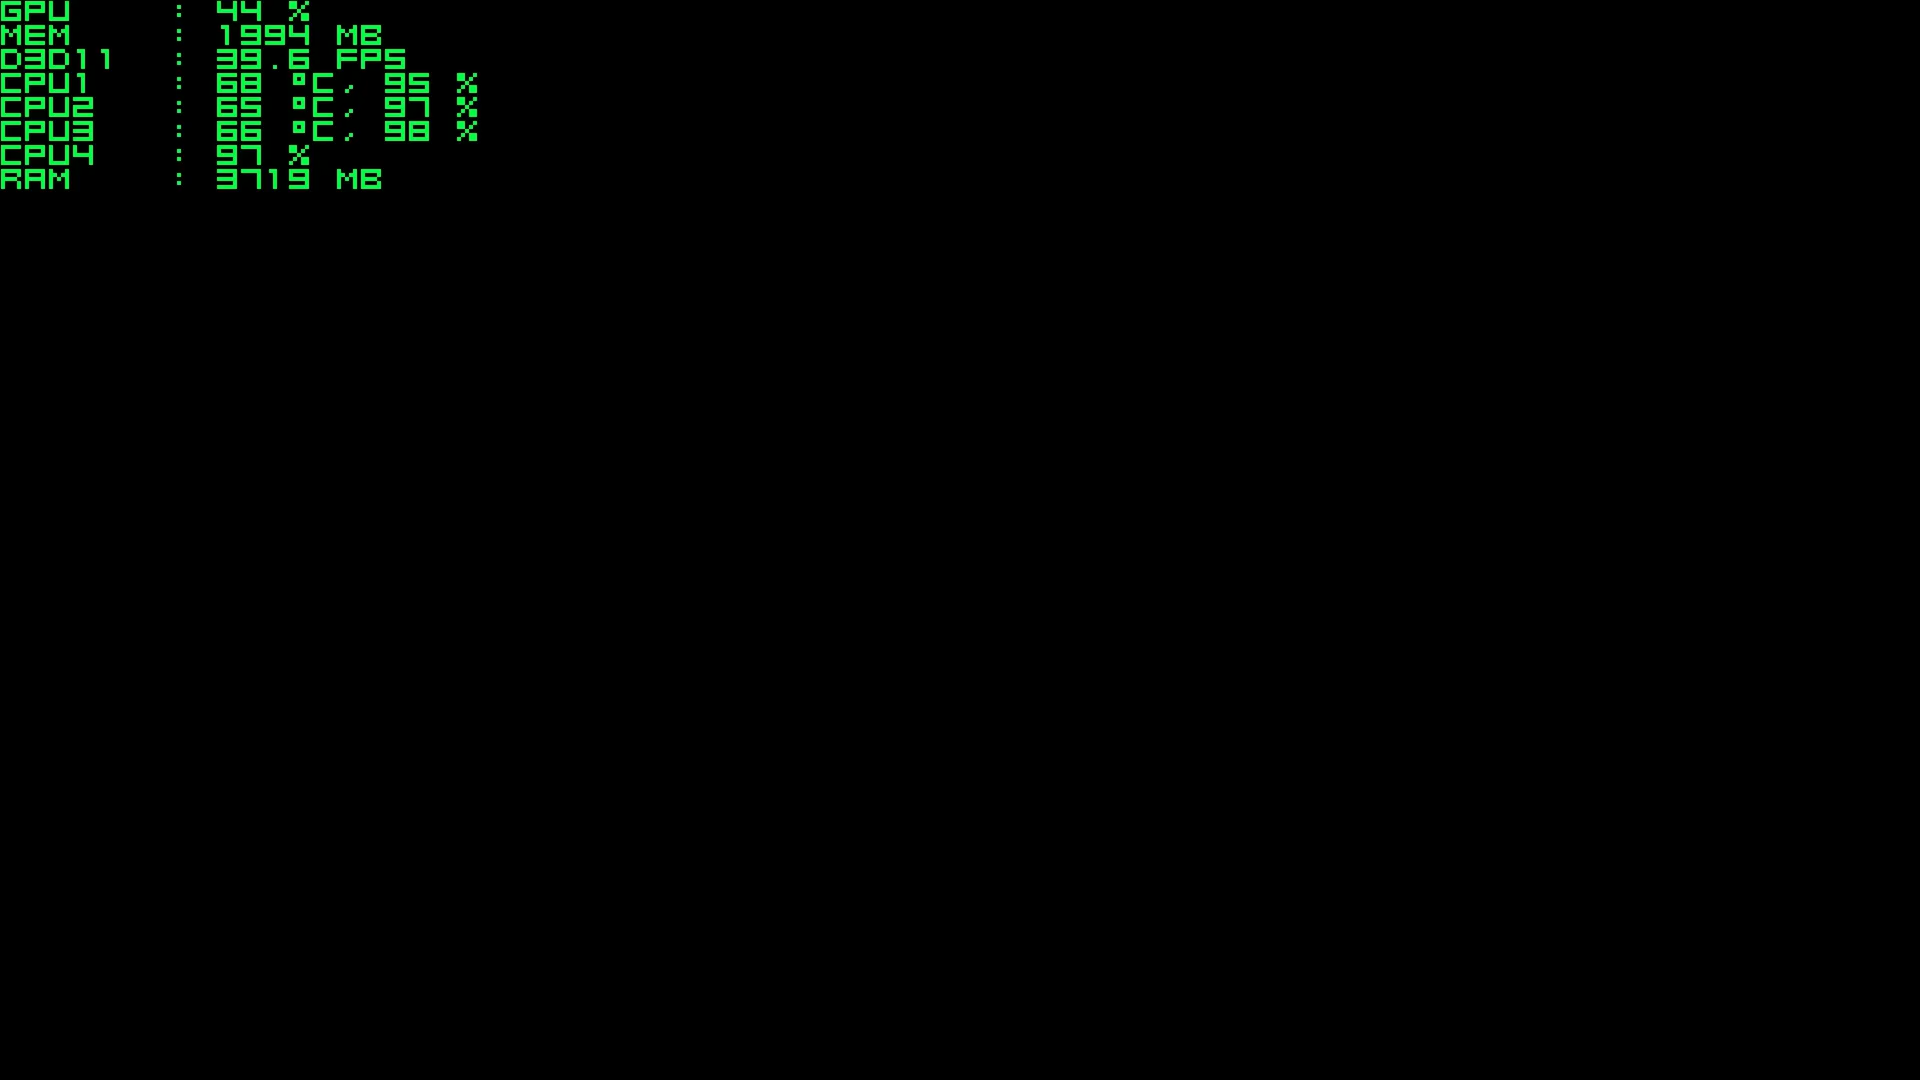 GPU : 44 %
MEM : 1994 MB
D3D11 : 39.6 FPS
CPU1 : 68 °C, 95 %
CPU2 : 65 °C, 97 %
CPU3 : 66 °C, 98 %
CPU4 : 97 %
RAM : 3719 MB